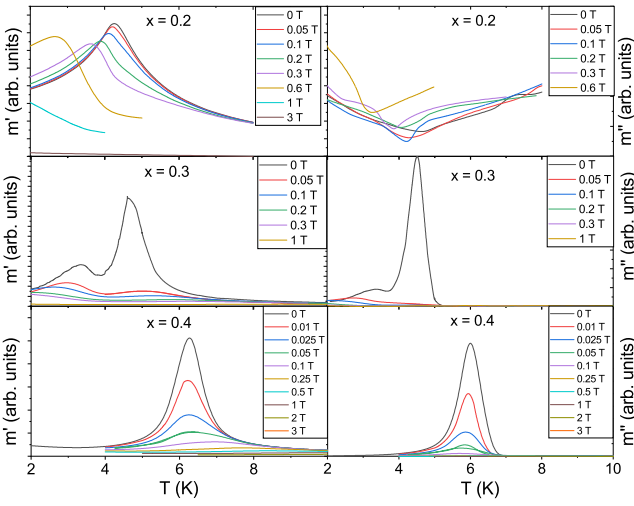 x = 0.2
0 T
0.05 T
0.1 T
0.2 T
0.3 T
0.6 T
1 T
3 T
m' (arb. units)
x = 0.2
0 T
0.05 T
0.1 T
0.2 T
0.3 T
0.6 T
m" (arb. units)
x = 0.3
0 T
0.05 T
0.1 T
0.2 T
0.3 T
1 T
m' (arb. units)
x = 0.3
0 T
0.05 T
0.1 T
0.2 T
0.3 T
1 T
m" (arb. units)
x = 0.4
0 T
0.01 T
0.025 T
0.05 T
0.1 T
0.25 T
0.5 T
1 T
2 T
3 T
m' (arb. units)
x = 0.4
0 T
0.01 T
0.025 T
0.05 T
0.1 T
0.25 T
0.5 T
1 T
2 T
3 T
m" (arb. units)
2 4 6 8 2 4 6 8 10
T (K) T (K)